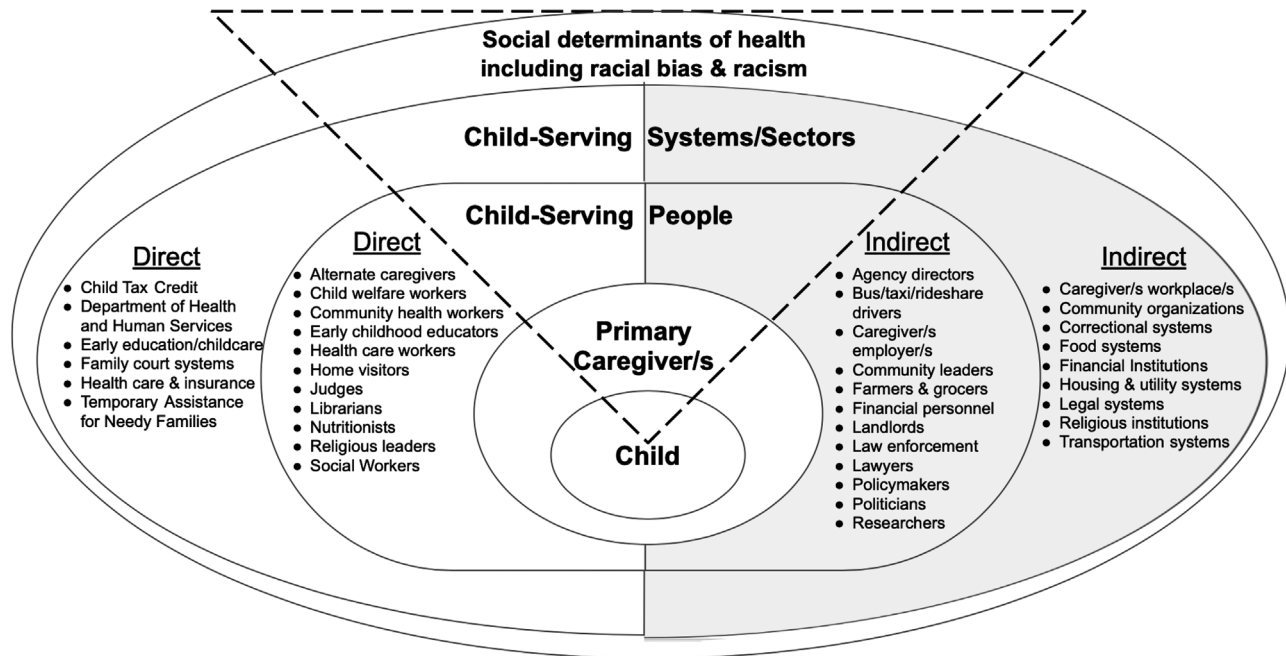 Social determinants of health
including racial bias & racism
Child-Serving Systems/Sectors
Child-Serving People
Direct
● Child Tax Credit
● Department of Health
and Human Services
● Early education/childcare
● Family court systems
● Health care & insurance
● Temporary Assistance
for Needy Families
Direct
● Alternate caregivers
● Child welfare workers
● Community health workers
● Early childhood educators
● Health care workers
● Home visitors
● Judges
● Librarians
● Nutritionists
● Religious leaders
● Social Workers
Primary
Caregiver/s
Child
Indirect
● Agency directors
● Bus/taxi/rideshare
drivers
● Caregiver/s
employer/s
● Community leaders
● Farmers & grocers
● Financial personnel
● Landlords
● Law enforcement
● Lawyers
● Policymakers
● Politicians
● Researchers
Indirect
● Caregiver/s workplace/s
● Community organizations
● Correctional systems
● Food systems
● Financial Institutions
● Housing & utility systems
● Legal systems
● Religious institutions
● Transportation systems